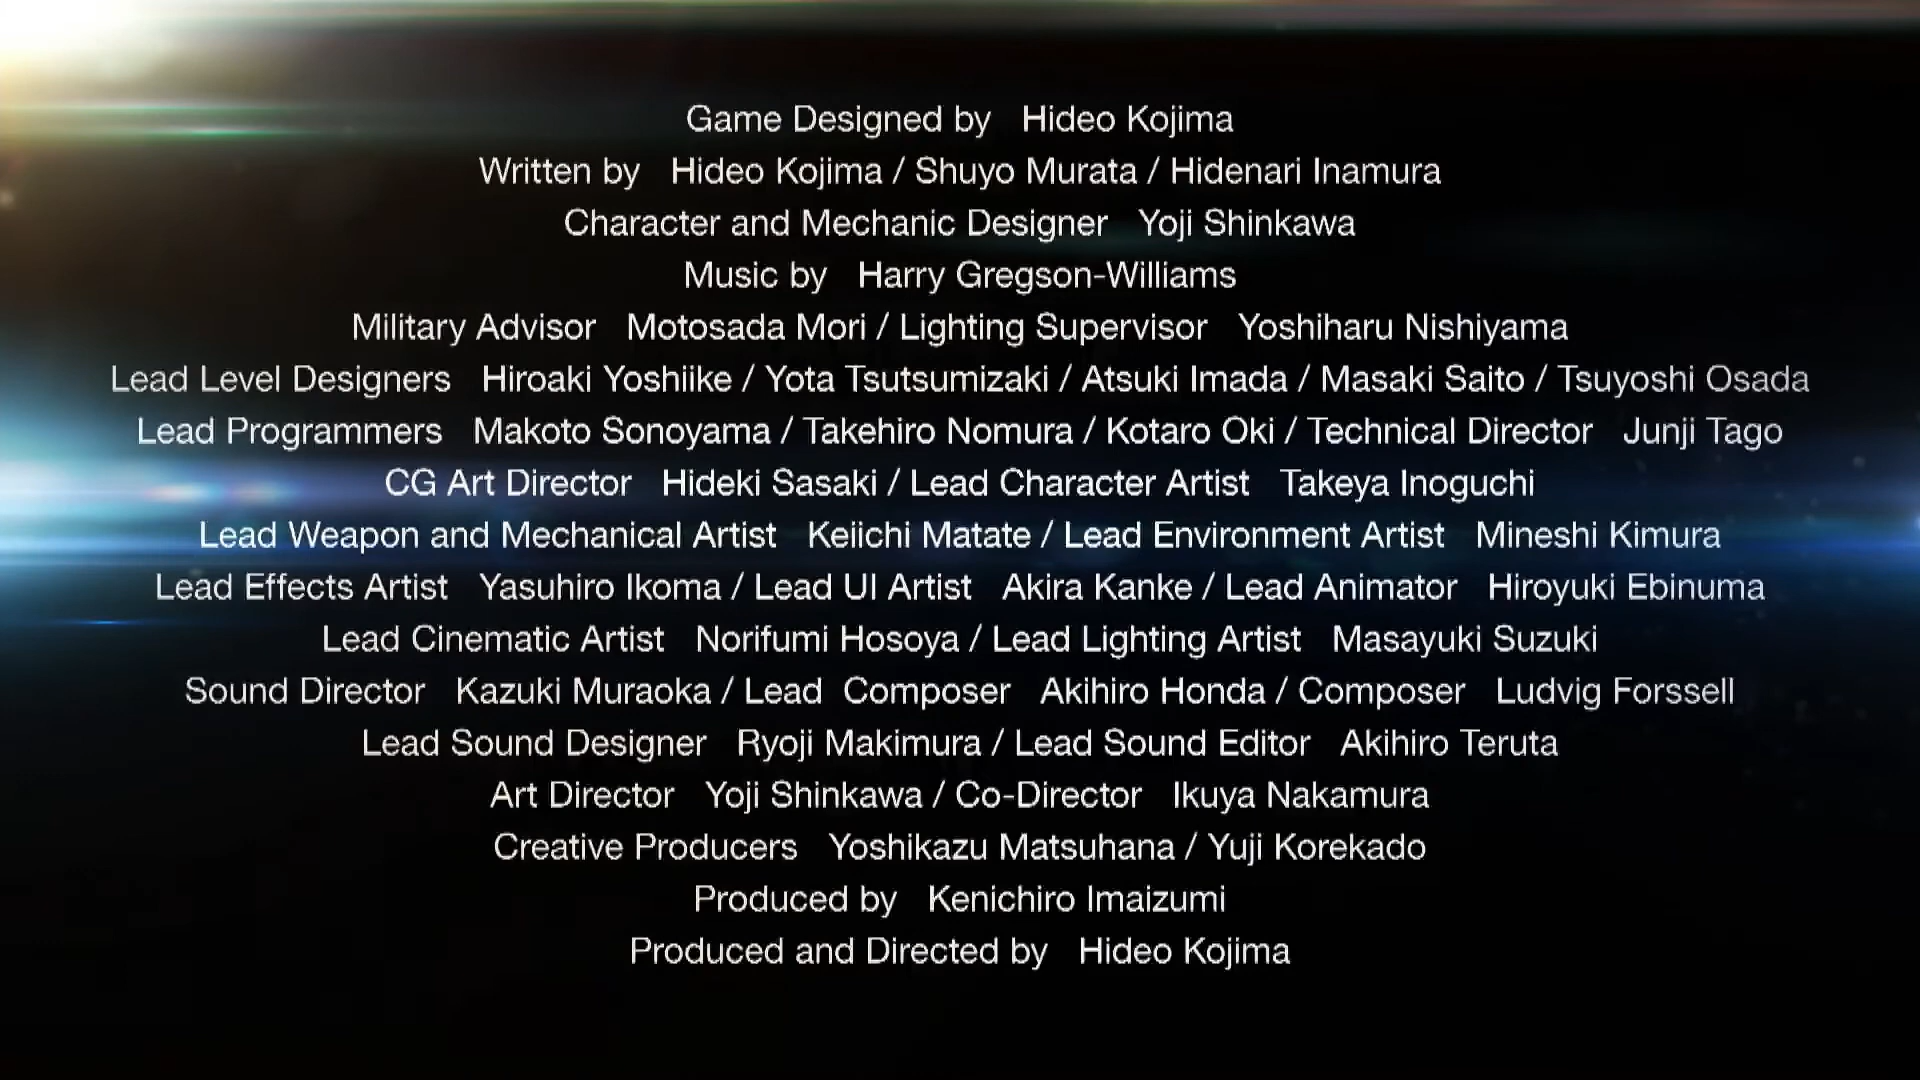 Game Designed by Hideo Kojima
Written by Hideo Kojima / Shuyo Murata / Hidenari Inamura
Character and Mechanic Designer Yoji Shinkawa
Music by Harry Gregson-Williams
Military Advisor Motosada Mori / Lighting Supervisor Yoshiharu Nishiyama
Lead Level Designers Hiroaki Yoshiike / Yota Tsutsumizaki / Atsuki Imada / Masaki Saito / Tsuyoshi Osada
Lead Programmers Makoto Sonoyama / Takehiro Nomura / Kotaro Oki / Technical Director Junji Tago
CG Art Director Hideki Sasaki / Lead Character Artist Takeya Inoguchi
Lead Weapon and Mechanical Artist Keiichi Matate / Lead Environment Artist Mineshi Kimura
Lead Effects Artist Yasuhiro Ikoma / Lead UI Artist Akira Kanke / Lead Animator Hiroyuki Ebinuma
Lead Cinematic Artist Norifumi Hosoya / Lead Lighting Artist Masayuki Suzuki
Sound Director Kazuki Muraoka / Lead Composer Akihiro Honda / Composer Ludvig Forssell
Lead Sound Designer Ryoji Makimura / Lead Sound Editor Akihiro Teruta
Art Director Yoji Shinkawa / Co-Director Ikuya Nakamura
Creative Producers Yoshikazu Matsuhana / Yuji Korekado
Produced by Kenichiro Imaizumi
Produced and Directed by Hideo Kojima